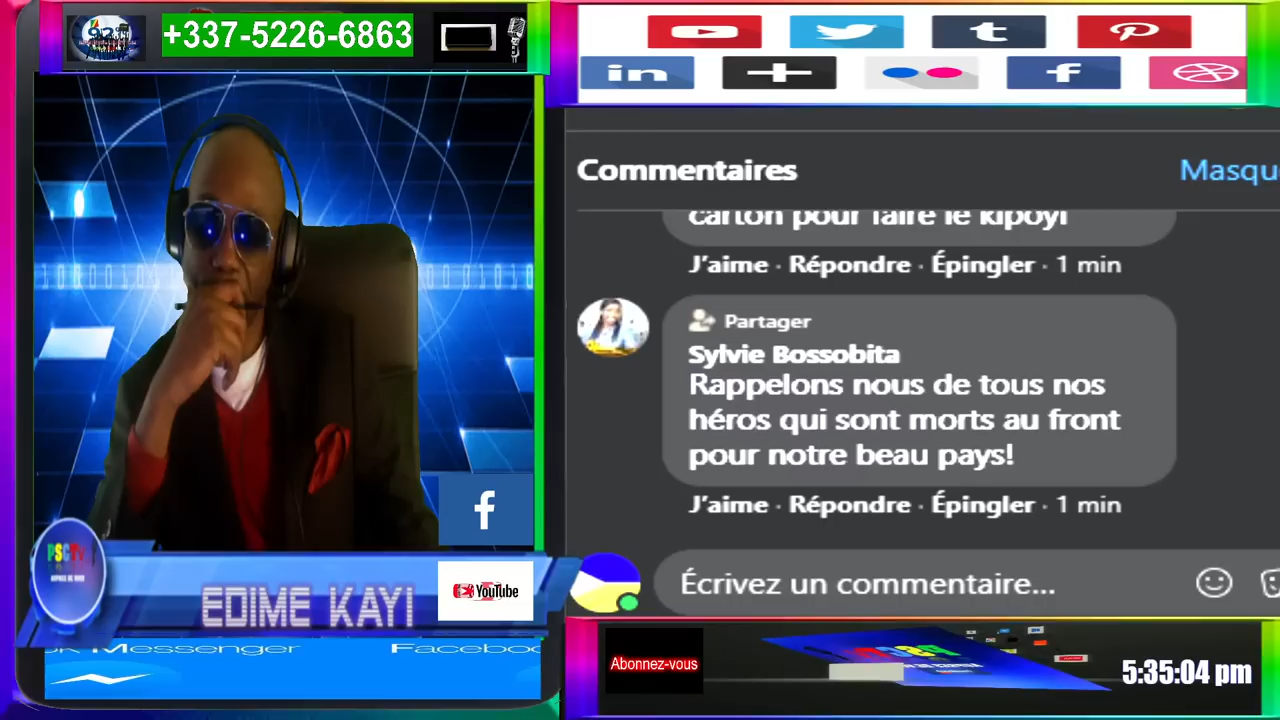 +337-5226-6863
Commentaires
Masqu
carton pour faire le kipoyi
J'aime · Répondre · Épingler · 1 min
Partager
Sylvie Bossobita
Rappelons nous de tous nos
héros qui sont morts au front
pour notre beau pays!
J'aime · Répondre · Épingler · 1 min
Écrivez un commentaire...
EDIME KAYI
YouTube
Messenger
Faceboo
Abonnez-vous
5:35:04 pm